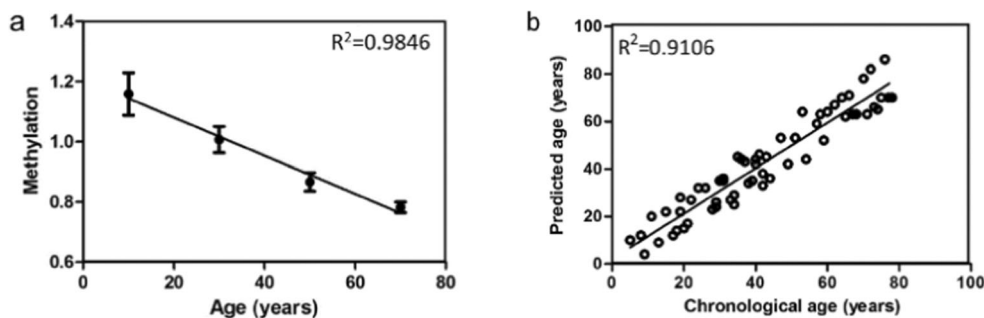 a
R²=0.9846
Methylation
1.4
1.2
1.0
0.8
0.6
0
20
40
60
80
Age (years)
b
R²=0.9106
Predicted age (years)
100
80
60
40
20
0
0
20
40
60
80
100
Chronological age (years)